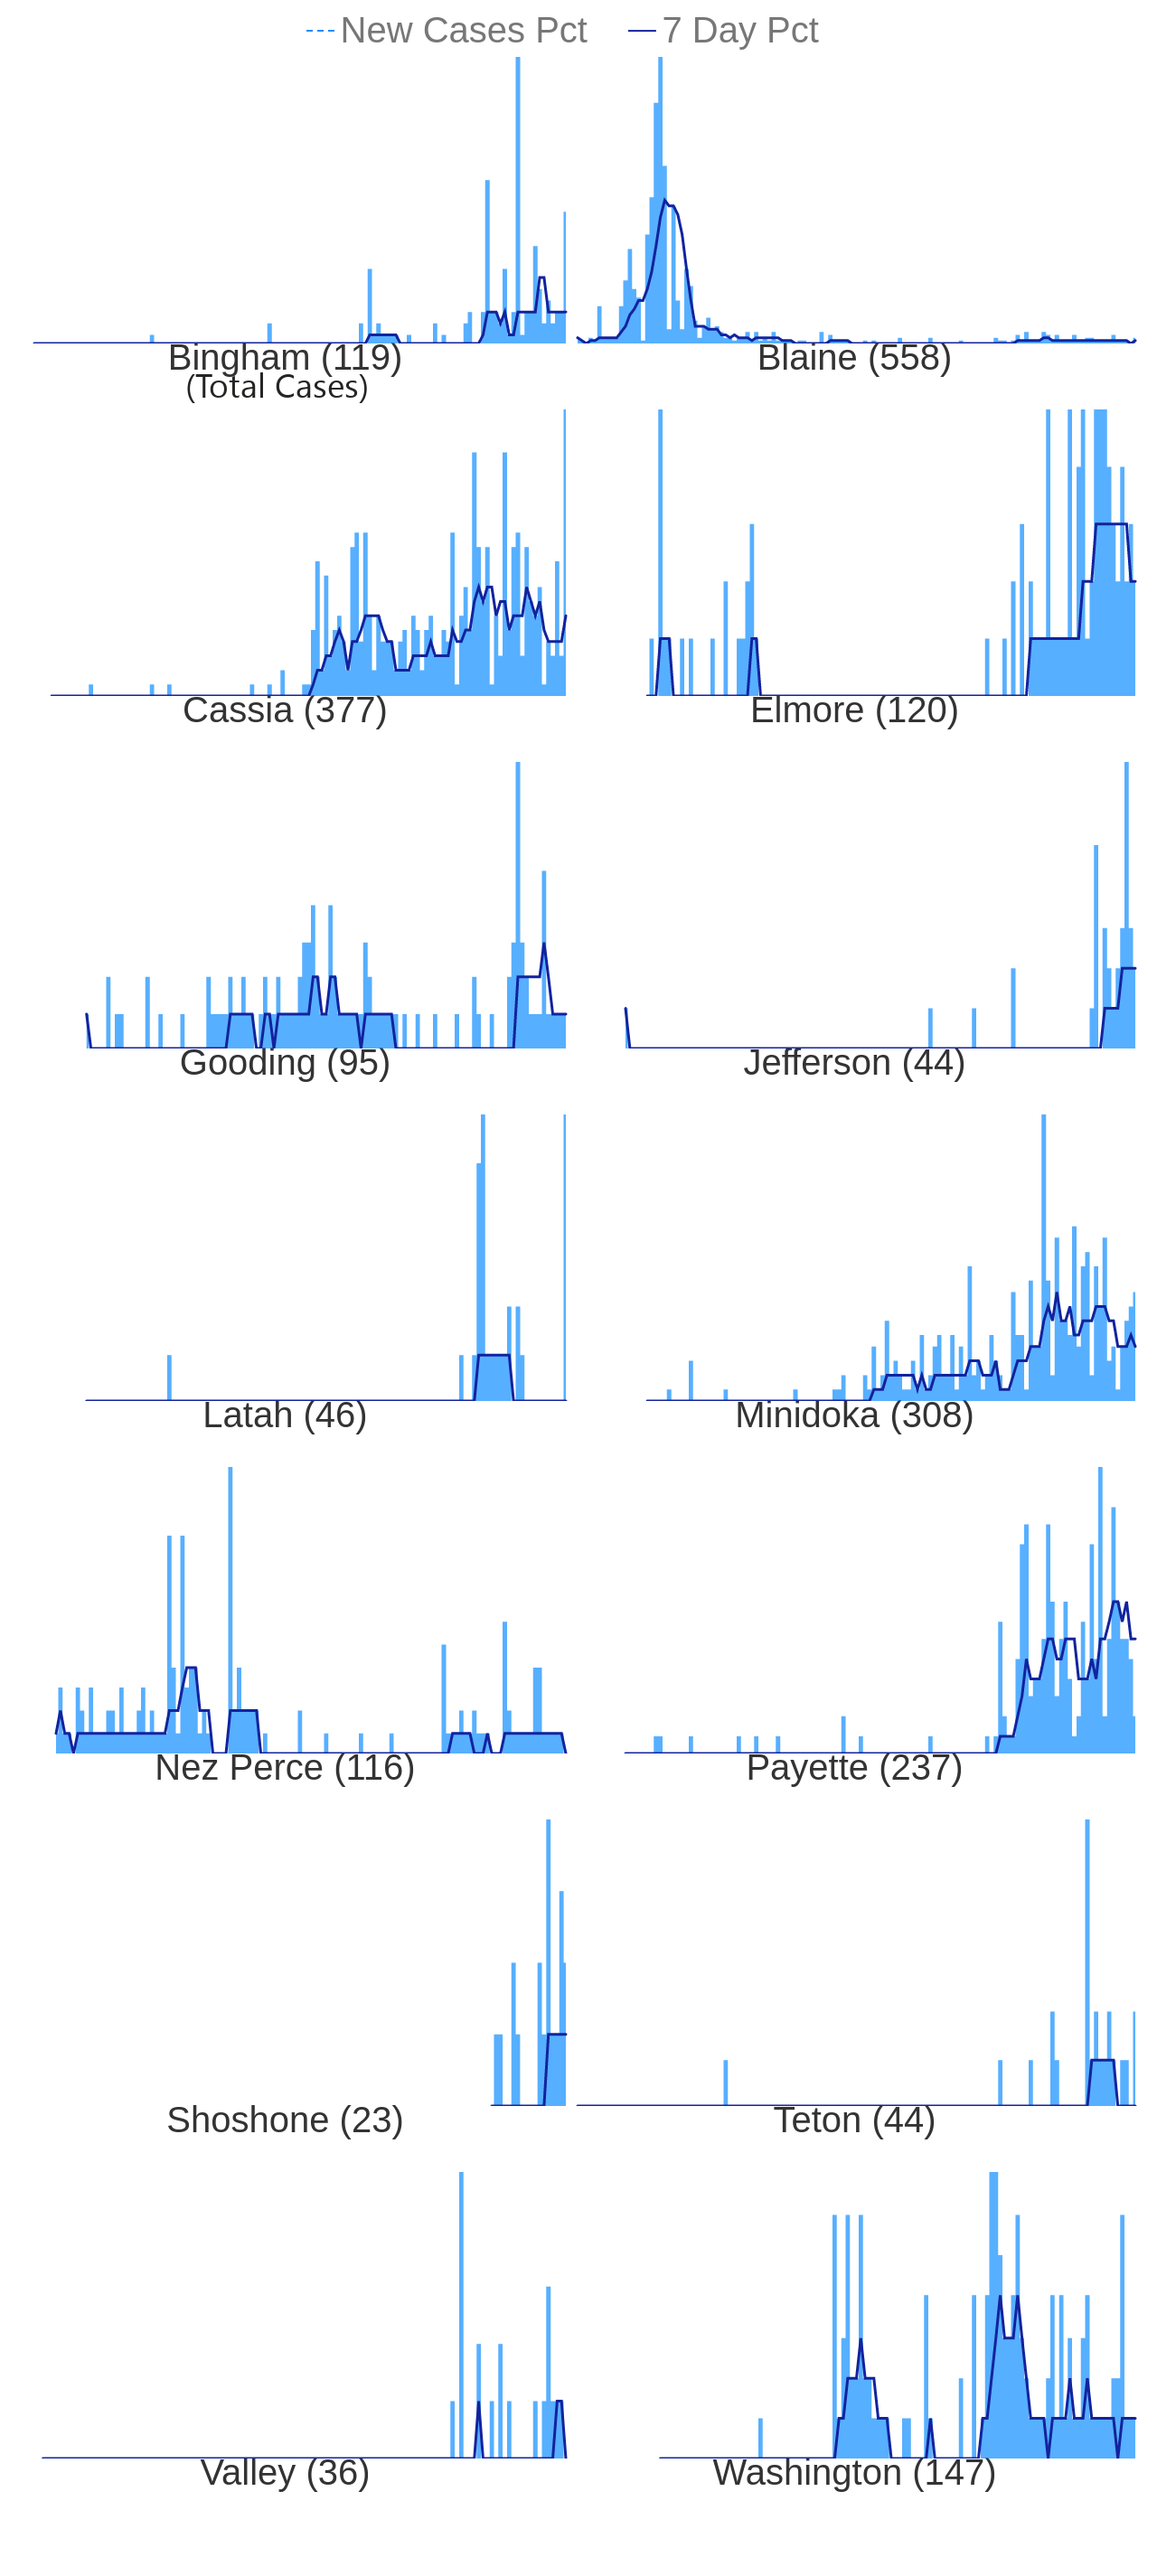 New Cases Pct 7 Day Pct
Bingham (119) Blaine (558)
(Total Cases)
Cassia (377) Elmore (120)
Gooding (95) Jefferson (44)
Latah (46) Minidoka (308)
Nez Perce (116) Payette (237)
Shoshone (23) Teton (44)
Valley (36) Washington (147)